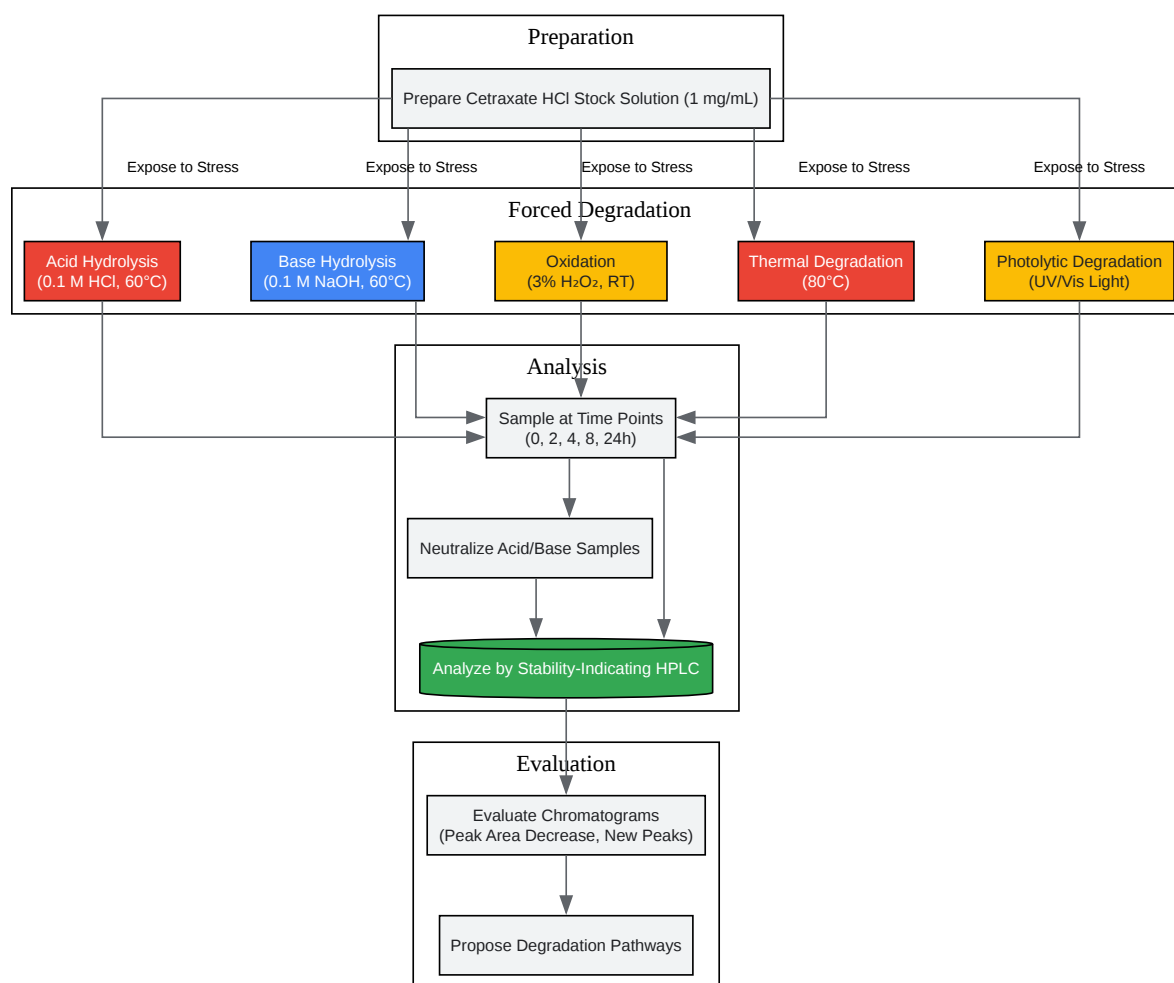 Preparation
Prepare Cetraxate HCl Stock Solution (1 mg/mL)
Expose to Stress
Expose to Stress
Expose to Stress
Expose to Stress
Expose to Stress
Forced Degradation
Acid Hydrolysis
(0.1 M HCl, 60°C)
Base Hydrolysis
(0.1 M NaOH, 60°C)
Oxidation
(3% H₂O₂, RT)
Thermal Degradation
(80°C)
Photolytic Degradation
(UV/Vis Light)
Analysis
Sample at Time Points
(0, 2, 4, 8, 24h)
Neutralize Acid/Base Samples
Analyze by Stability-Indicating HPLC
Evaluation
Evaluate Chromatograms
(Peak Area Decrease, New Peaks)
Propose Degradation Pathways